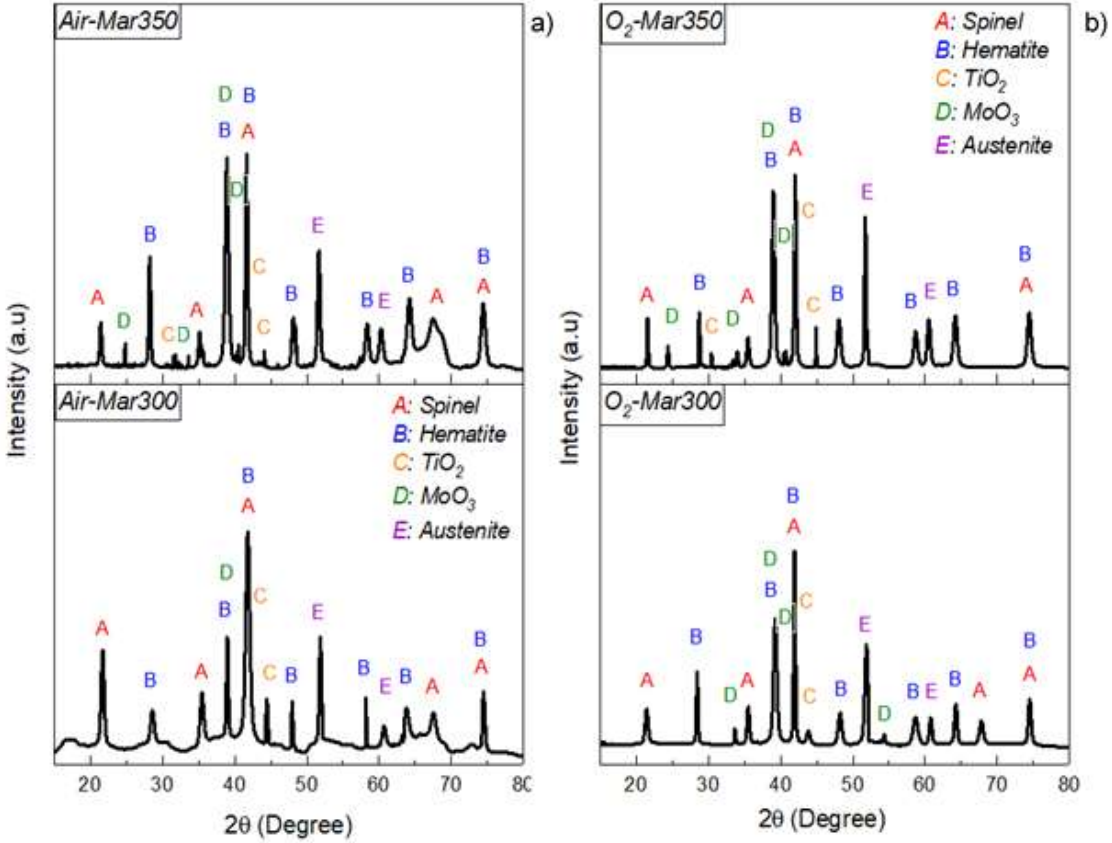 Air-Mar350
a)
D B
B A
D
B
E
C
B
B
A
D
C
D
A
C
B
B
E
B
A
A
Air-Mar300
A: Spinel
B: Hematite
C: TiO2
D: MoO3
E: Austenite
B
A
D
C
B
E
A
B
A
C
B
B
E
B
A
B
A
20 30 40 50 60 70 80
2θ (Degree)
Intensity (a.u)
O2-Mar350
b)
A: Spinel
B: Hematite
C: TiO2
D: MoO3
E: Austenite
B
D
A
B
C
D
E
A
D
B
C
D
A
C
B
B
E
B
B
A
O2-Mar300
B
A
D
B
C
D
E
A
B
D
A
C
B
D
B
E
B
A
B
A
20 30 40 50 60 70 80
2θ (Degree)
Intensity (a.u)